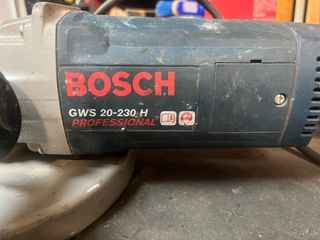 BOSCH
GWS 20-230 H
PROFESSIONAL